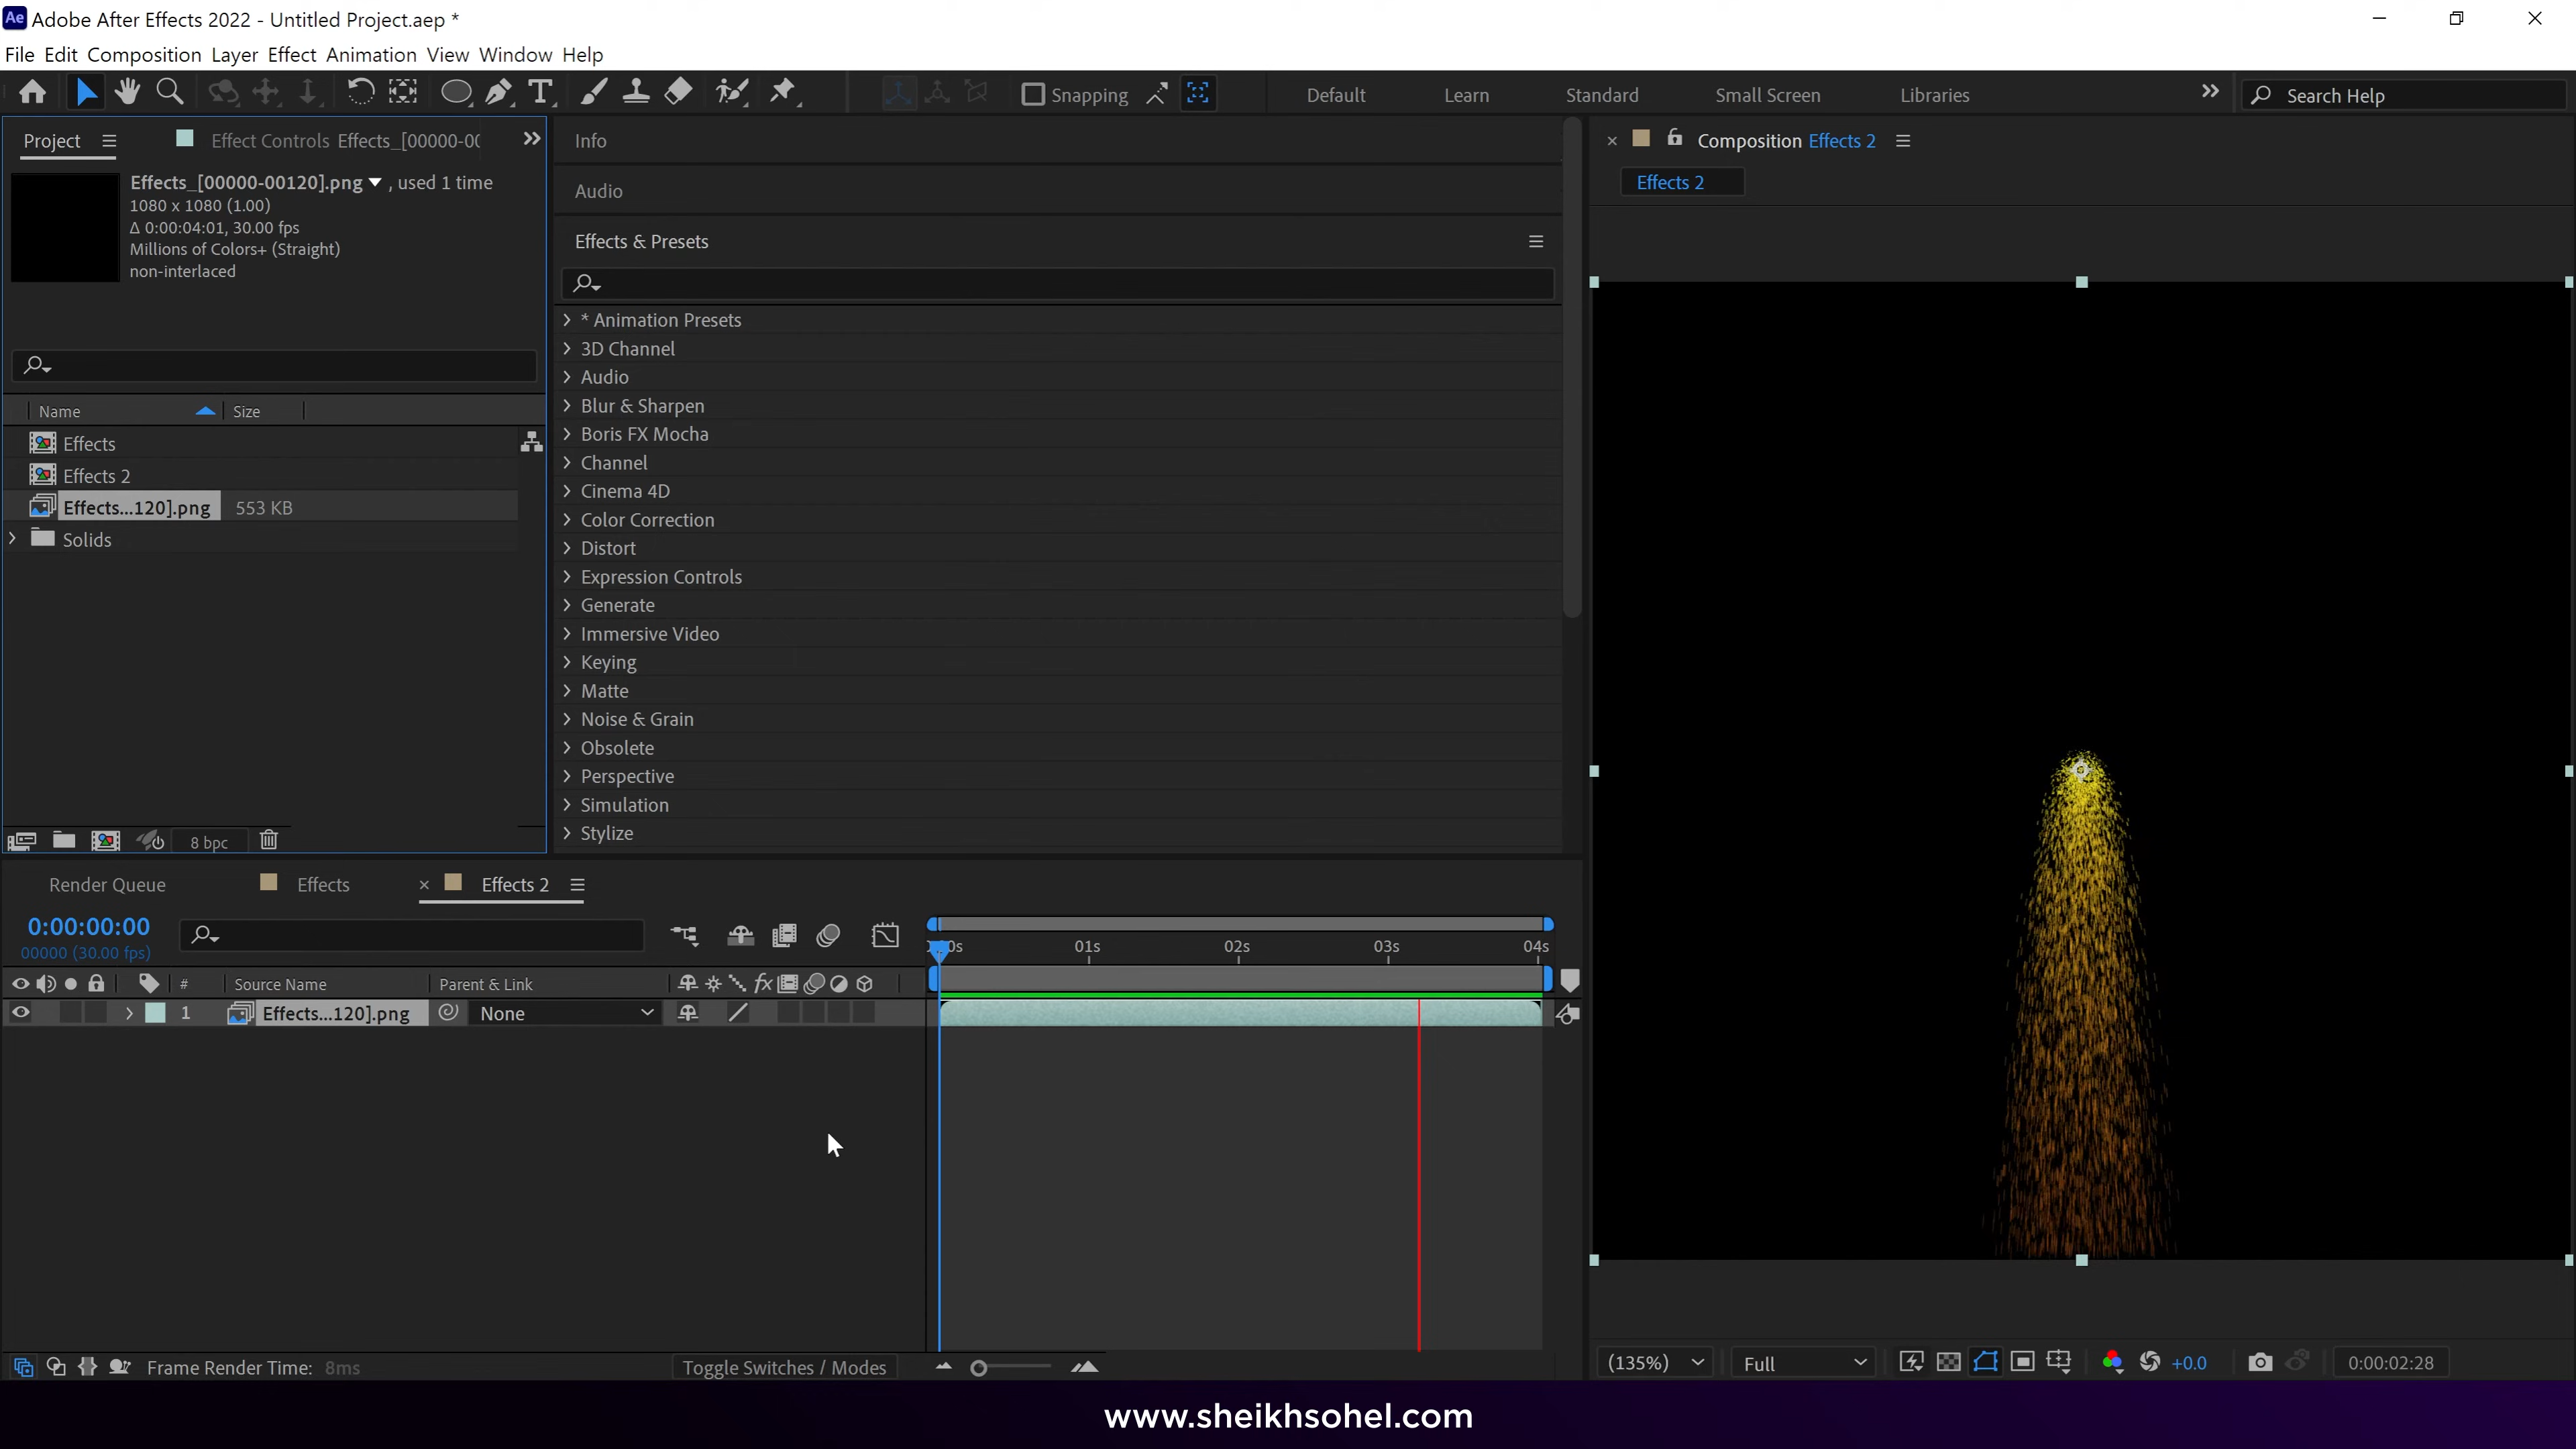 Adobe After Effects 2022 - Untitled Project.aep *
File Edit Composition Layer Effect Animation View Window Help
Snapping
Default Learn Standard Small Screen Libraries
Search Help
Project
Effect Controls Effects_[00000-00
Effects_[00000-00120].png , used 1 time
1080 x 1080 (1.00)
Δ 0:00:04:01, 30.00 fps
Millions of Colors+ (Straight)
non-interlaced
Name Size
Effects
Effects 2
Effects...120].png 553 KB
Solids
8 bpc
Info
Audio
Effects & Presets
* Animation Presets
3D Channel
Audio
Blur & Sharpen
Boris FX Mocha
Channel
Cinema 4D
Color Correction
Distort
Expression Controls
Generate
Immersive Video
Keying
Matte
Noise & Grain
Obsolete
Perspective
Simulation
Stylize
Composition Effects 2
Effects 2
(135%) Full +0.0 0:00:02:28
Render Queue Effects Effects 2
0:00:00:00
00000 (30.00 fps)
01s 02s 03s 04s
# Source Name Parent & Link fx
1 Effects...120].png None
Frame Render Time: 8ms
Toggle Switches / Modes
www.sheikhsohel.com